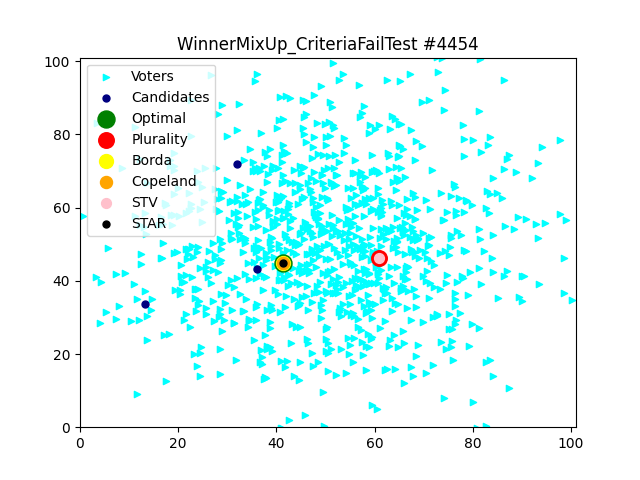 WinnerMixUp_CriteriaFailTest #4454
100
80
60
40
20
0
Voters
Candidates
Optimal
Plurality
Borda
Copeland
STV
STAR
0 20 40 60 80 100